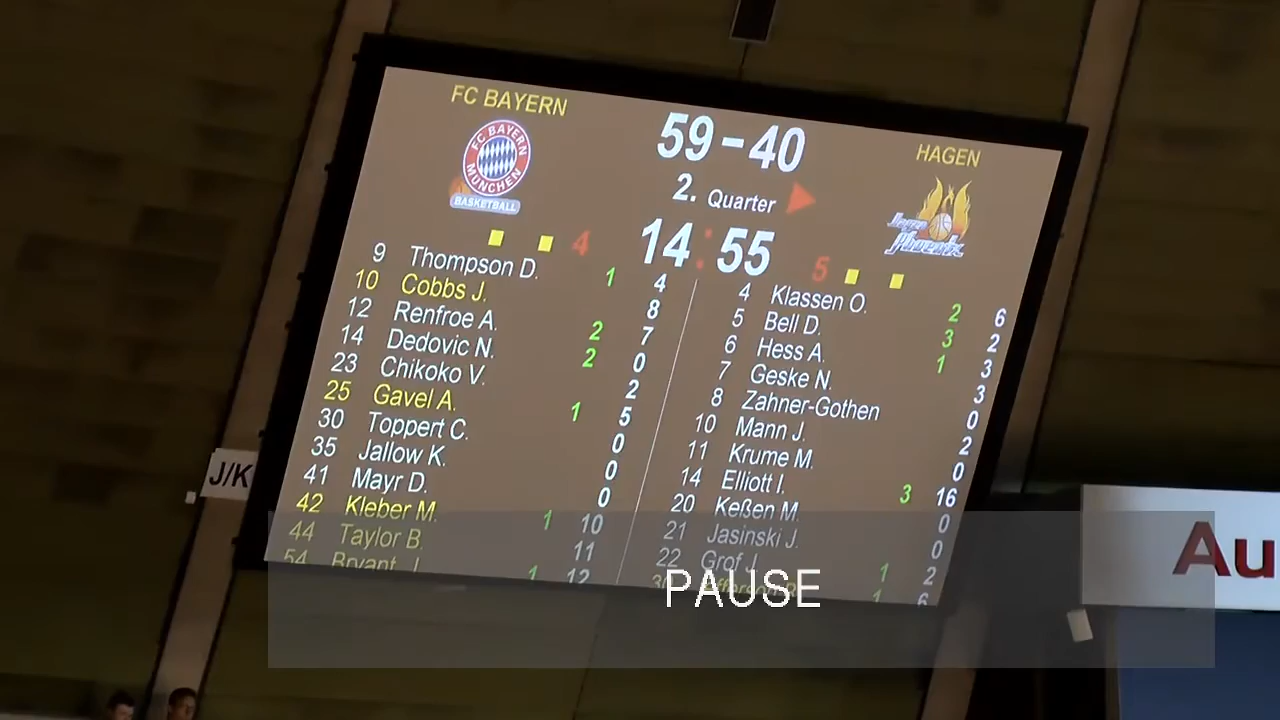 FC BAYERN
59-40
HAGEN
FC BAYERN
MÜNCHEN
BASKETBALL
2. Quarter
Phoenix
4
14:55
5
9 Thompson D. 1 4
10 Cobbs J. 8
12 Renfroe A. 2 7
14 Dedovic N. 2 0
23 Chikoko V. 2
25 Gavel A. 1 5
30 Toppert C. 0
35 Jallow K. 0
41 Mayr D. 0
42 Kleber M. 1 10
44 Taylor B. 11
54 Bryant J. 1 12
4 Klassen O. 2 6
5 Bell D. 3 2
6 Hess A. 1 3
7 Geske N. 3
8 Zahner-Gothen 0
10 Mann J. 2
11 Krume M. 0
14 Elliott I. 3 16
20 Keßen M. 0
21 Jasinski J. 0
22 Grof J. 1 2
1 6
J/K
Au
PAUSE